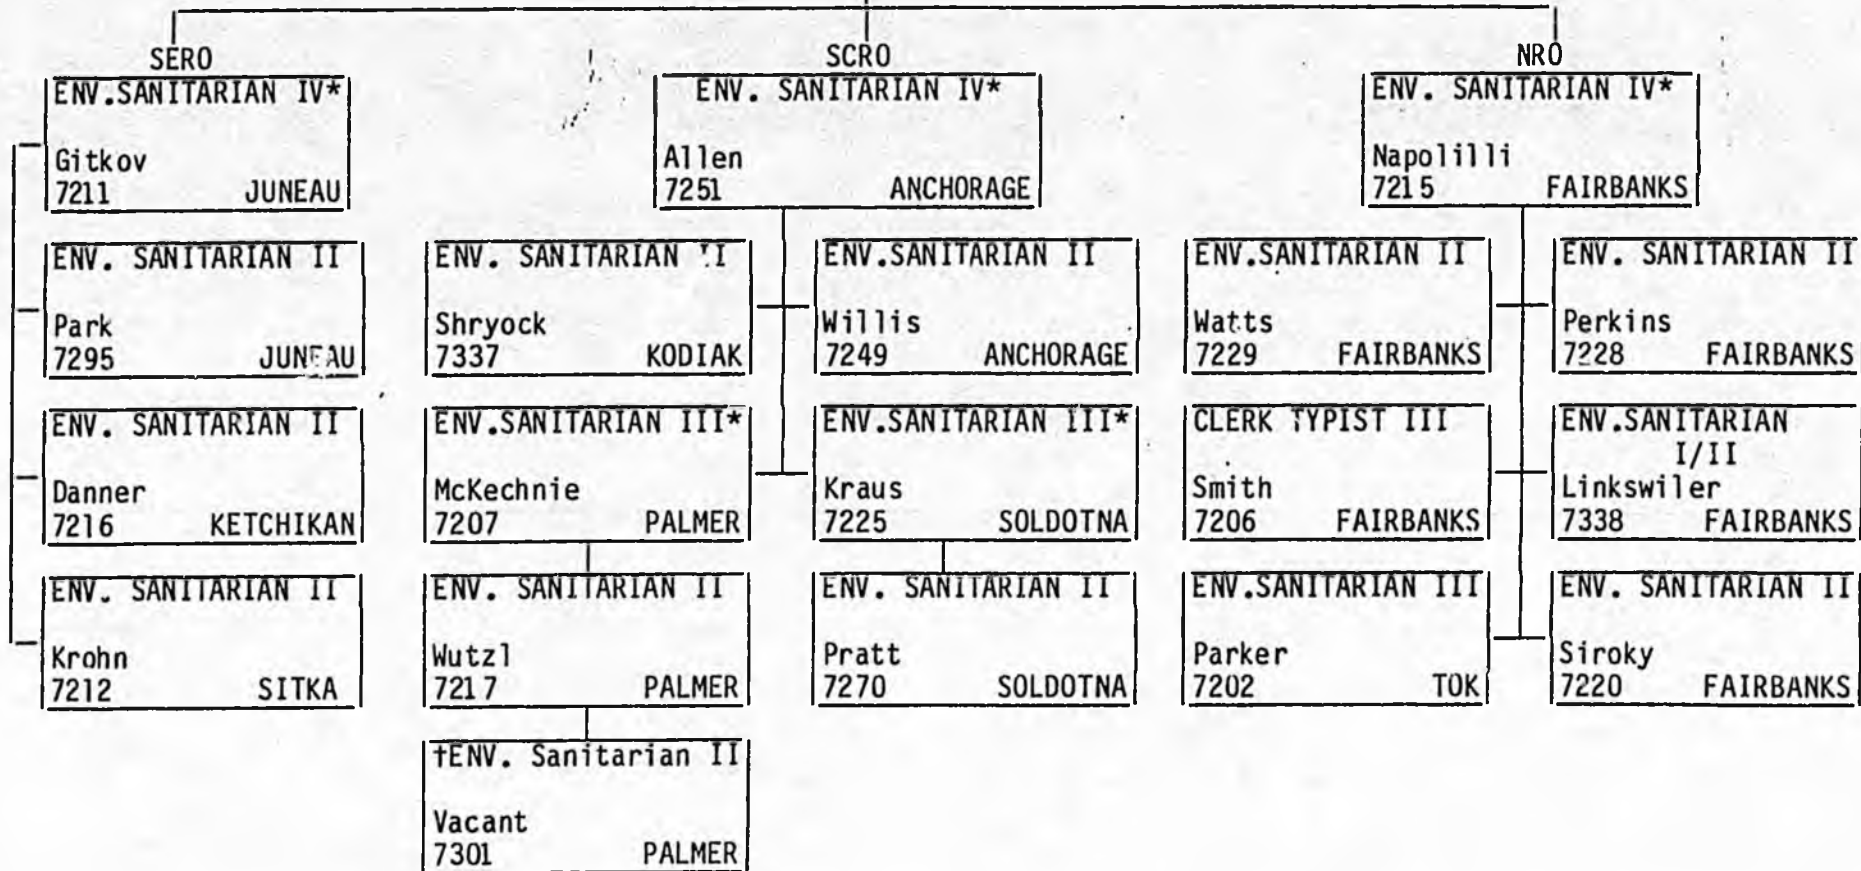 SERO
ENV.SANITARIAN IV*
Gitkov
7211 JUNEAU
ENV. SANITARIAN II
Park
7295 JUNEAU
ENV. SANITARIAN II
Danner
7216 KETCHIKAN
ENV. SANITARIAN II
Krohn
7212 SITKA
SCRO
ENV. SANITARIAN IV*
Allen
7251 ANCHORAGE
ENV. SANITARIAN II
Shryock
7337 KODIAK
ENV.SANITARIAN II
Willis
7249 ANCHORAGE
ENV.SANITARIAN III*
McKechnie
7207 PALMER
ENV.SANITARIAN III*
Kraus
7225 SOLDOTNA
ENV. SANITARIAN II
Wutzl
7217 PALMER
ENV. SANITARIAN II
Pratt
7270 SOLDOTNA
†ENV. Sanitarian II
Vacant
7301 PALMER
NRO
ENV. SANITARIAN IV*
Napolilli
7215 FAIRBANKS
ENV.SANITARIAN II
Watts
7229 FAIRBANKS
ENV. SANITARIAN II
Perkins
7228 FAIRBANKS
CLERK TYPIST III
Smith
7206 FAIRBANKS
ENV.SANITARIAN
I/II
Linkswiler
7338 FAIRBANKS
ENV.SANITARIAN III
Parker
7202 TOK
ENV. SANITARIAN II
Siroky
7220 FAIRBANKS